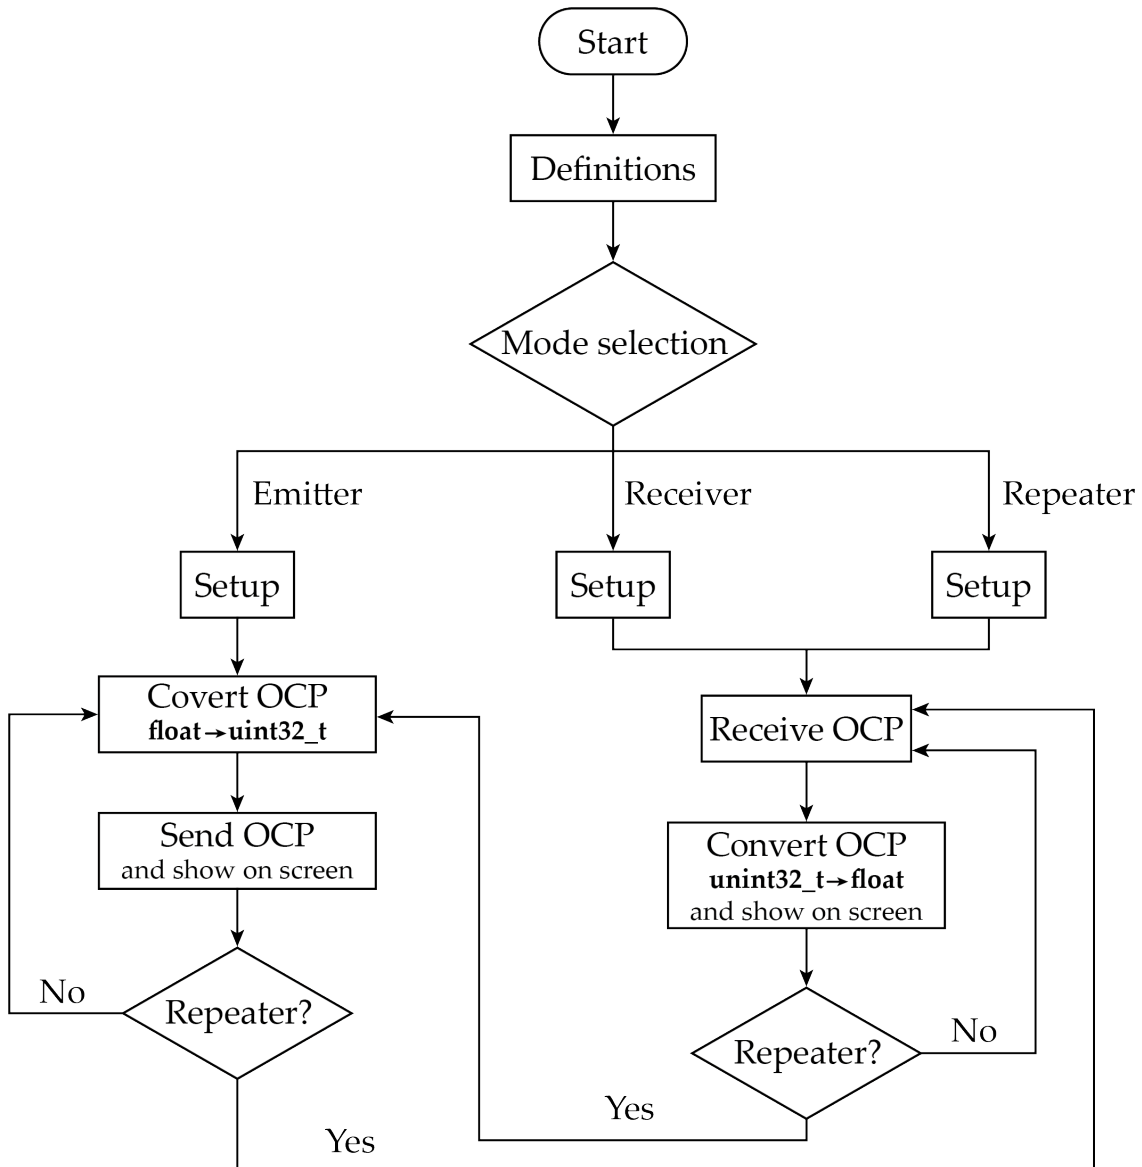 Start
Definitions
Mode selection
Emitter
Receiver
Repeater
Setup
Setup
Setup
Covert OCP
float→uint32_t
Receive OCP
Send OCP
and show on screen
Convert OCP
unint32_t→float
and show on screen
No
Repeater?
No
Repeater?
Yes
Yes